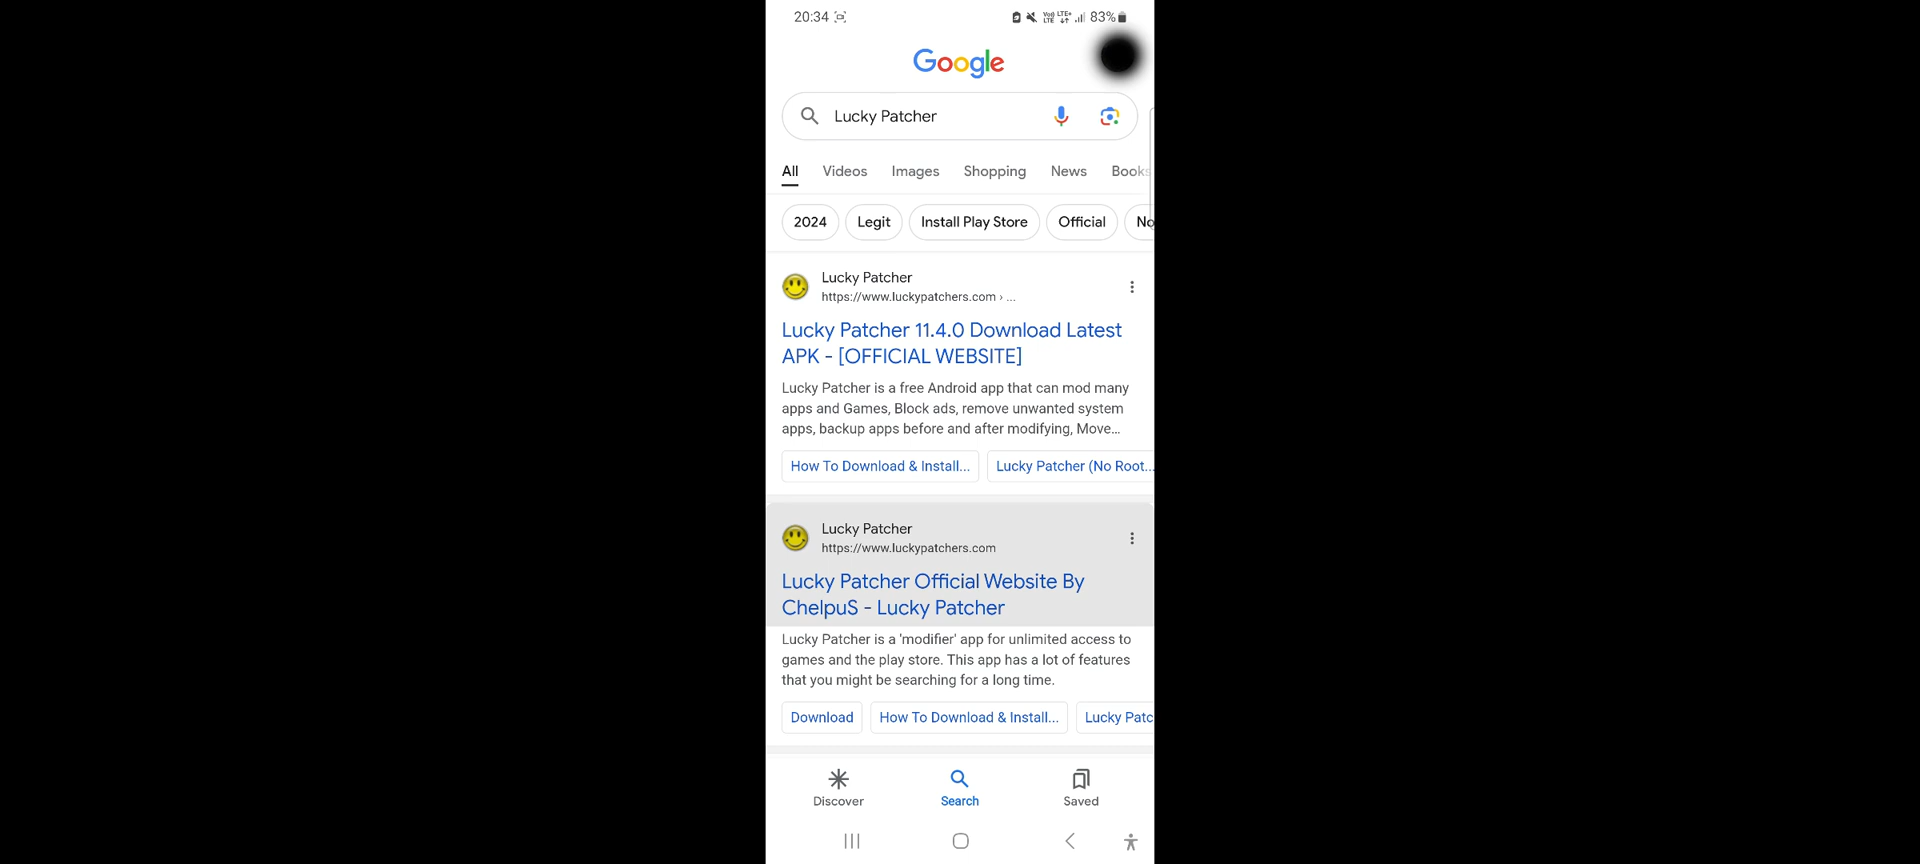 20:34 83%
Google
Lucky Patcher
All Videos Images Shopping News Books
2024 Legit Install Play Store Official No
Lucky Patcher
https://www.luckypatchers.com › ...
Lucky Patcher 11.4.0 Download Latest
APK - [OFFICIAL WEBSITE]
Lucky Patcher is a free Android app that can mod many
apps and Games, Block ads, remove unwanted system
apps, backup apps before and after modifying, Move...
How To Download & Install... Lucky Patcher (No Root...
Lucky Patcher
https://www.luckypatchers.com
Lucky Patcher Official Website By
ChelpuS - Lucky Patcher
Lucky Patcher is a 'modifier' app for unlimited access to
games and the play store. This app has a lot of features
that you might be searching for a long time.
Download How To Download & Install... Lucky Patc
Discover Search Saved